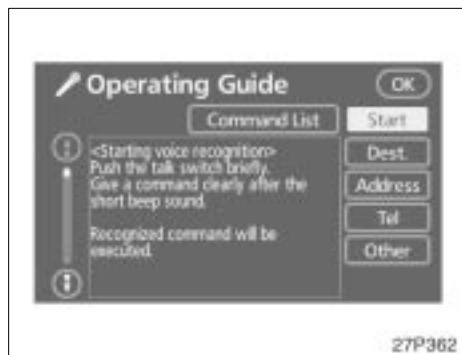 Operating Guide
OK
Command List
Start
<Starting voice recognition>
Push the talk switch briefly.
Give a command clearly after the
short beep sound.
Recognized command will be
executed.
Dest.
Address
Tel
Other
27P362